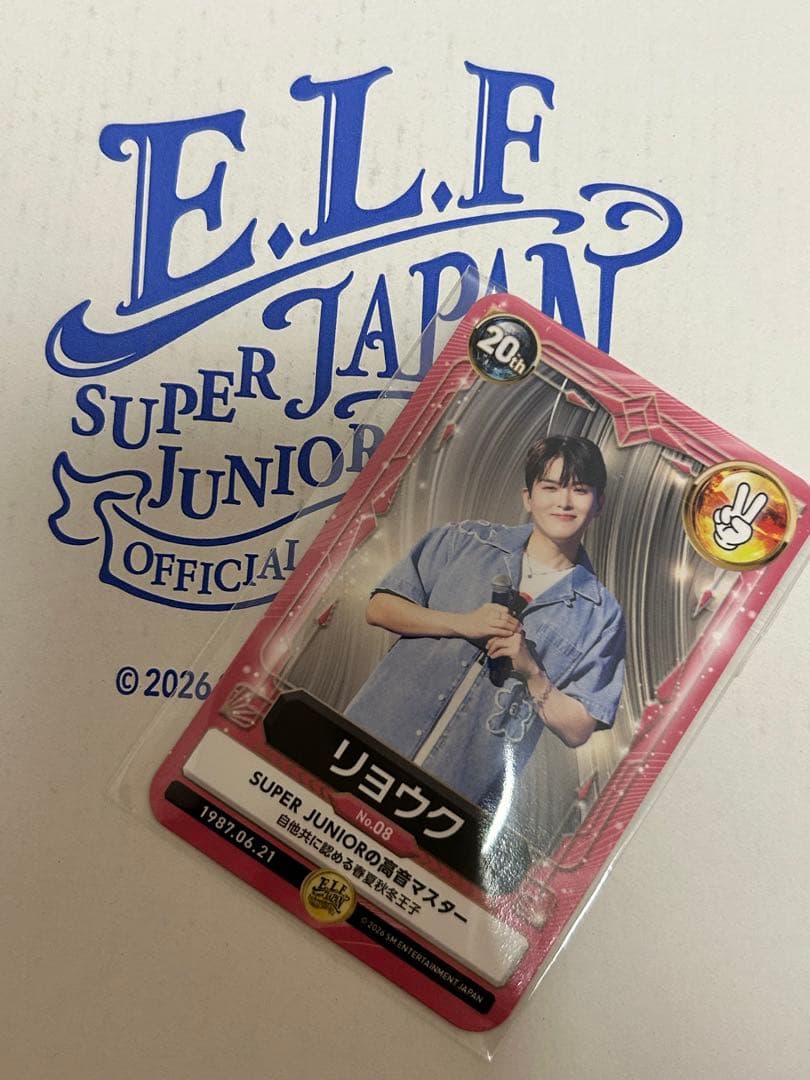 E.L.F
JAPAN
SUPER
JUNIOR
OFFICIAL
©2026
20th
リョウク
No.08
SUPER JUNIORの高音マスター
自他共に認める春夏秋冬王子
1987.06.21
E.L.F
JAPAN
©2026 SM ENTERTAINMENT JAPAN